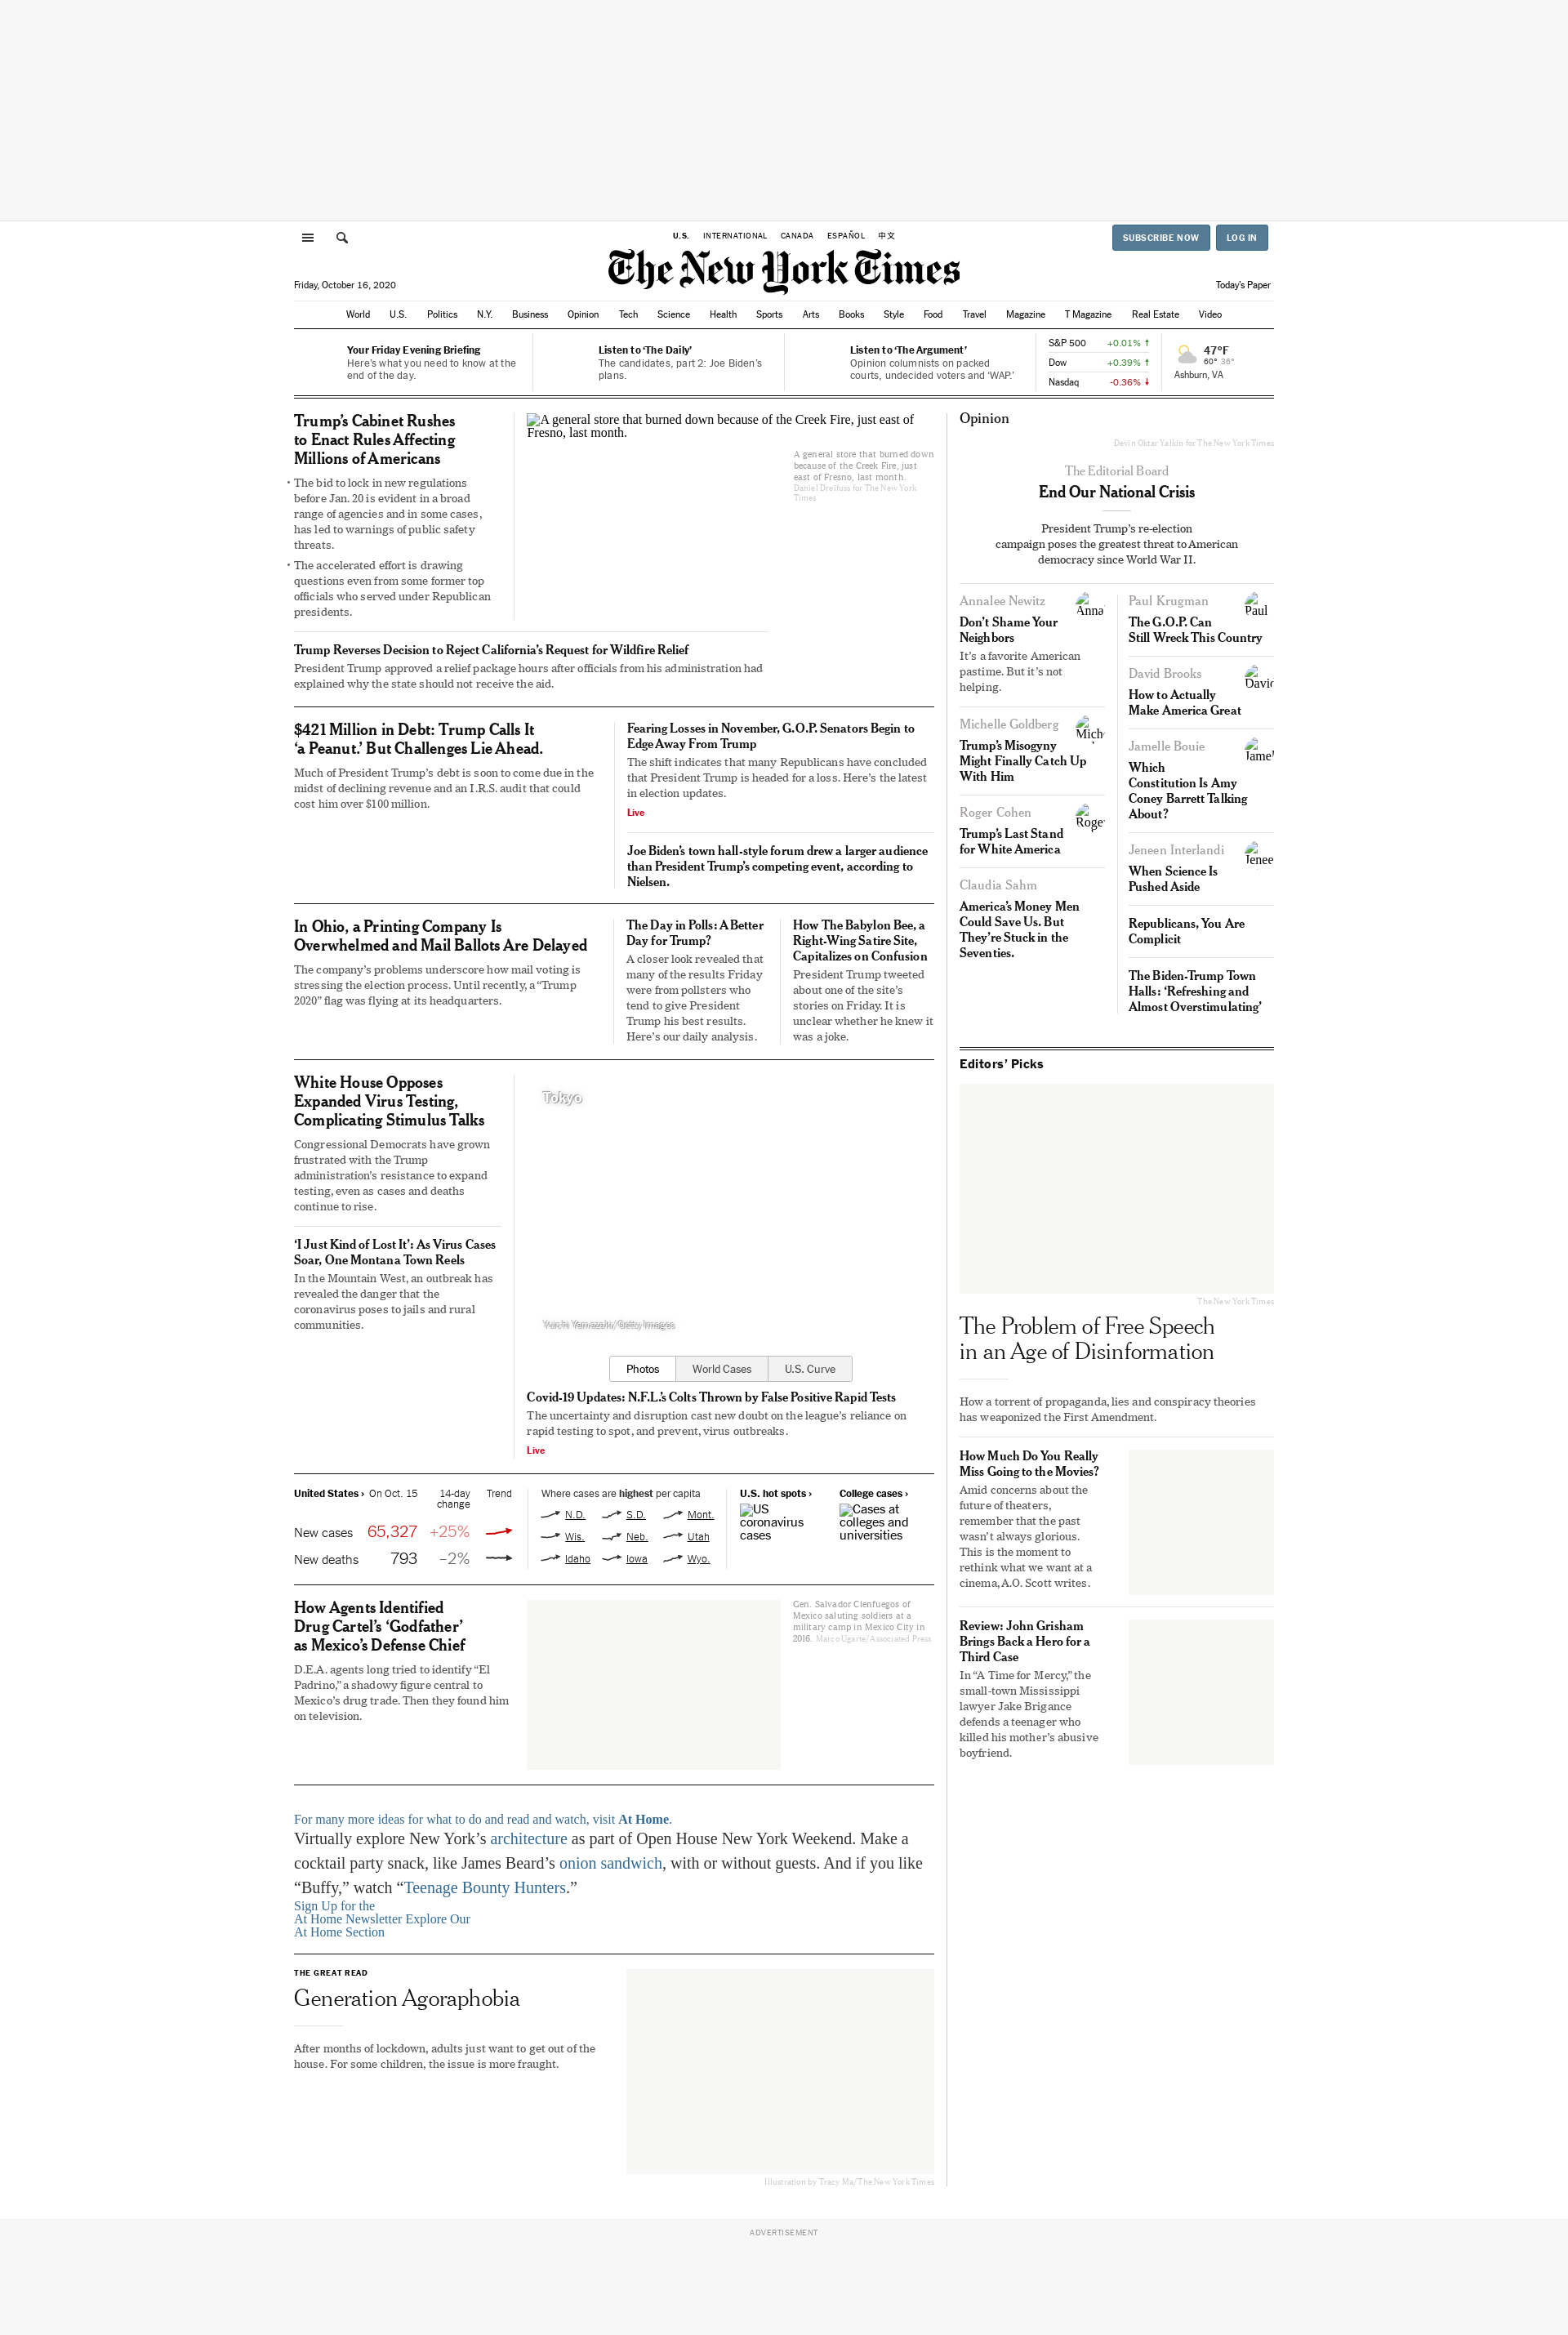 U.S. INTERNATIONAL CANADA ESPAÑOL 中文
SUBSCRIBE NOW LOG IN
The New York Times
Friday, October 16, 2020
Today's Paper
World U.S. Politics N.Y. Business Opinion Tech Science Health Sports Arts Books Style Food Travel Magazine T Magazine Real Estate Video
Your Friday Evening Briefing
Here's what you need to know at the
end of the day.
Listen to 'The Daily'
The candidates, part 2: Joe Biden's
plans.
Listen to 'The Argument'
Opinion columnists on packed
courts, undecided voters and 'WAP.'
S&P 500 +0.01% ↑
Dow +0.39% ↑
Nasdaq -0.36% ↓
47°F
60° 36°
Ashburn, VA
Trump's Cabinet Rushes
to Enact Rules Affecting
Millions of Americans
• The bid to lock in new regulations
before Jan. 20 is evident in a broad
range of agencies and in some cases,
has led to warnings of public safety
threats.
• The accelerated effort is drawing
questions even from some former top
officials who served under Republican
presidents.
A general store that burned down because of the Creek Fire, just east of
Fresno, last month.
A general store that burned down
because of the Creek Fire, just
east of Fresno, last month.
Daniel Dreifuss for The New York
Times
Trump Reverses Decision to Reject California's Request for Wildfire Relief
President Trump approved a relief package hours after officials from his administration had
explained why the state should not receive the aid.
$421 Million in Debt: Trump Calls It
'a Peanut.' But Challenges Lie Ahead.
Much of President Trump's debt is soon to come due in the
midst of declining revenue and an I.R.S. audit that could
cost him over $100 million.
Fearing Losses in November, G.O.P. Senators Begin to
Edge Away From Trump
The shift indicates that many Republicans have concluded
that President Trump is headed for a loss. Here's the latest
in election updates.
Live
Joe Biden's town hall-style forum drew a larger audience
than President Trump's competing event, according to
Nielsen.
In Ohio, a Printing Company Is
Overwhelmed and Mail Ballots Are Delayed
The company's problems underscore how mail voting is
stressing the election process. Until recently, a "Trump
2020" flag was flying at its headquarters.
The Day in Polls: A Better
Day for Trump?
A closer look revealed that
many of the results Friday
were from pollsters who
tend to give President
Trump his best results.
Here's our daily analysis.
How The Babylon Bee, a
Right-Wing Satire Site,
Capitalizes on Confusion
President Trump tweeted
about one of the site's
stories on Friday. It is
unclear whether he knew it
was a joke.
White House Opposes
Expanded Virus Testing,
Complicating Stimulus Talks
Congressional Democrats have grown
frustrated with the Trump
administration's resistance to expand
testing, even as cases and deaths
continue to rise.
'I Just Kind of Lost It': As Virus Cases
Soar, One Montana Town Reels
In the Mountain West, an outbreak has
revealed the danger that the
coronavirus poses to jails and rural
communities.
Tokyo
Yuichi Yamazaki/Getty Images
Photos World Cases U.S. Curve
Covid-19 Updates: N.F.L.'s Colts Thrown by False Positive Rapid Tests
The uncertainty and disruption cast new doubt on the league's reliance on
rapid testing to spot, and prevent, virus outbreaks.
Live
United States › On Oct. 15 14-day Trend
change
New cases 65,327 +25%
New deaths 793 –2%
Where cases are highest per capita
N.D. S.D. Mont.
Wis. Neb. Utah
Idaho Iowa Wyo.
U.S. hot spots ›
US
coronavirus
cases
College cases ›
Cases at
colleges and
universities
How Agents Identified
Drug Cartel's 'Godfather'
as Mexico's Defense Chief
D.E.A. agents long tried to identify "El
Padrino," a shadowy figure central to
Mexico's drug trade. Then they found him
on television.
Gen. Salvador Cienfuegos of
Mexico saluting soldiers at a
military camp in Mexico City in
2016. Marco Ugarte/Associated Press
For many more ideas for what to do and read and watch, visit At Home.
Virtually explore New York's architecture as part of Open House New York Weekend. Make a
cocktail party snack, like James Beard's onion sandwich, with or without guests. And if you like
"Buffy," watch "Teenage Bounty Hunters."
Sign Up for the
At Home Newsletter Explore Our
At Home Section
THE GREAT READ
Generation Agoraphobia
After months of lockdown, adults just want to get out of the
house. For some children, the issue is more fraught.
Illustration by Tracy Ma/The New York Times
Opinion
Devin Oktar Yalkin for The New York Times
The Editorial Board
End Our National Crisis
President Trump's re-election
campaign poses the greatest threat to American
democracy since World War II.
Annalee Newitz
Anna
Don't Shame Your
Neighbors
It's a favorite American
pastime. But it's not
helping.
Michelle Goldberg
Trump's Misogyny
Might Finally Catch Up
With Him
Roger Cohen
Roger
Trump's Last Stand
for White America
Claudia Sahm
America's Money Men
Could Save Us. But
They're Stuck in the
Seventies.
Paul Krugman
Paul
The G.O.P. Can
Still Wreck This Country
David Brooks
David
How to Actually
Make America Great
Jamelle Bouie
Which
Constitution Is Amy
Coney Barrett Talking
About?
Jeneen Interlandi
Jenee
When Science Is
Pushed Aside
Republicans, You Are
Complicit
The Biden-Trump Town
Halls: 'Refreshing and
Almost Overstimulating'
Editors' Picks
The New York Times
The Problem of Free Speech
in an Age of Disinformation
How a torrent of propaganda, lies and conspiracy theories
has weaponized the First Amendment.
How Much Do You Really
Miss Going to the Movies?
Amid concerns about the
future of theaters,
remember that the past
wasn't always glorious.
This is the moment to
rethink what we want at a
cinema, A.O. Scott writes.
Review: John Grisham
Brings Back a Hero for a
Third Case
In "A Time for Mercy," the
small-town Mississippi
lawyer Jake Brigance
defends a teenager who
killed his mother's abusive
boyfriend.
ADVERTISEMENT